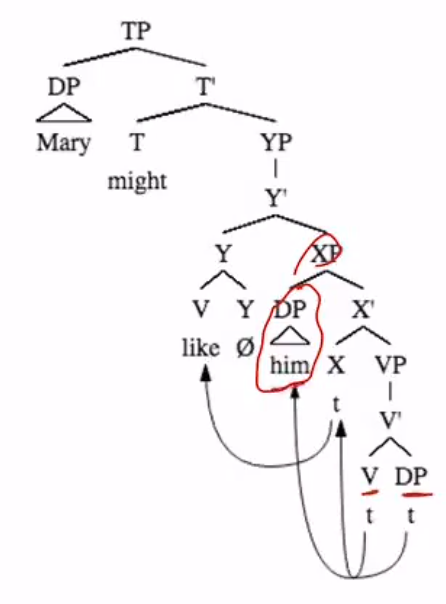 TP
DP T'
Mary T YP
might
Y'
Y XP
V Y DP X'
like Ø him X VP
t V'
V DP
t t